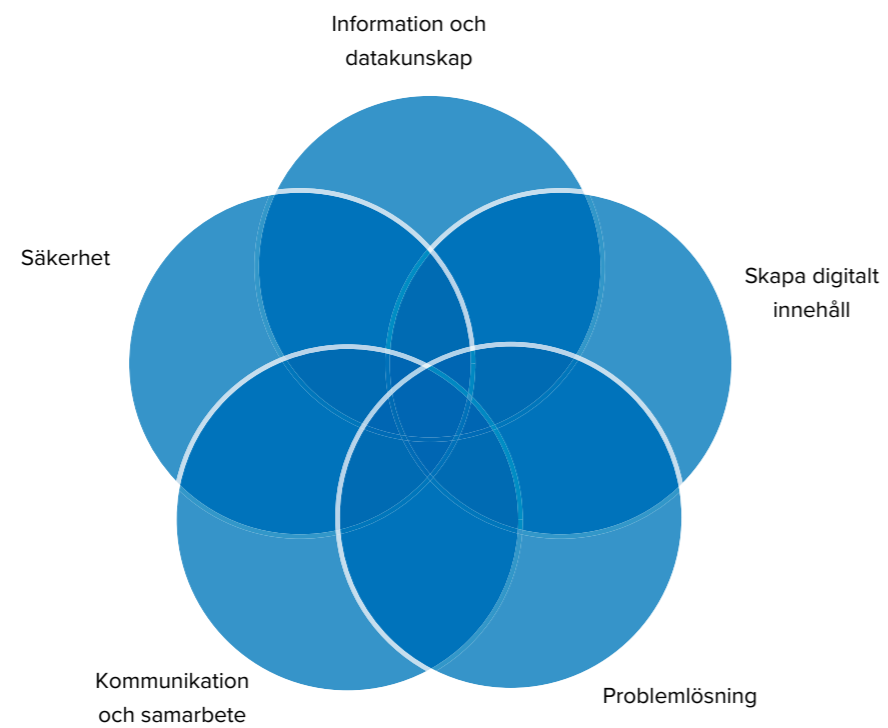 Information och
datakunskap
Säkerhet
Skapa digitalt
innehåll
Kommunikation
och samarbete
Problemlösning